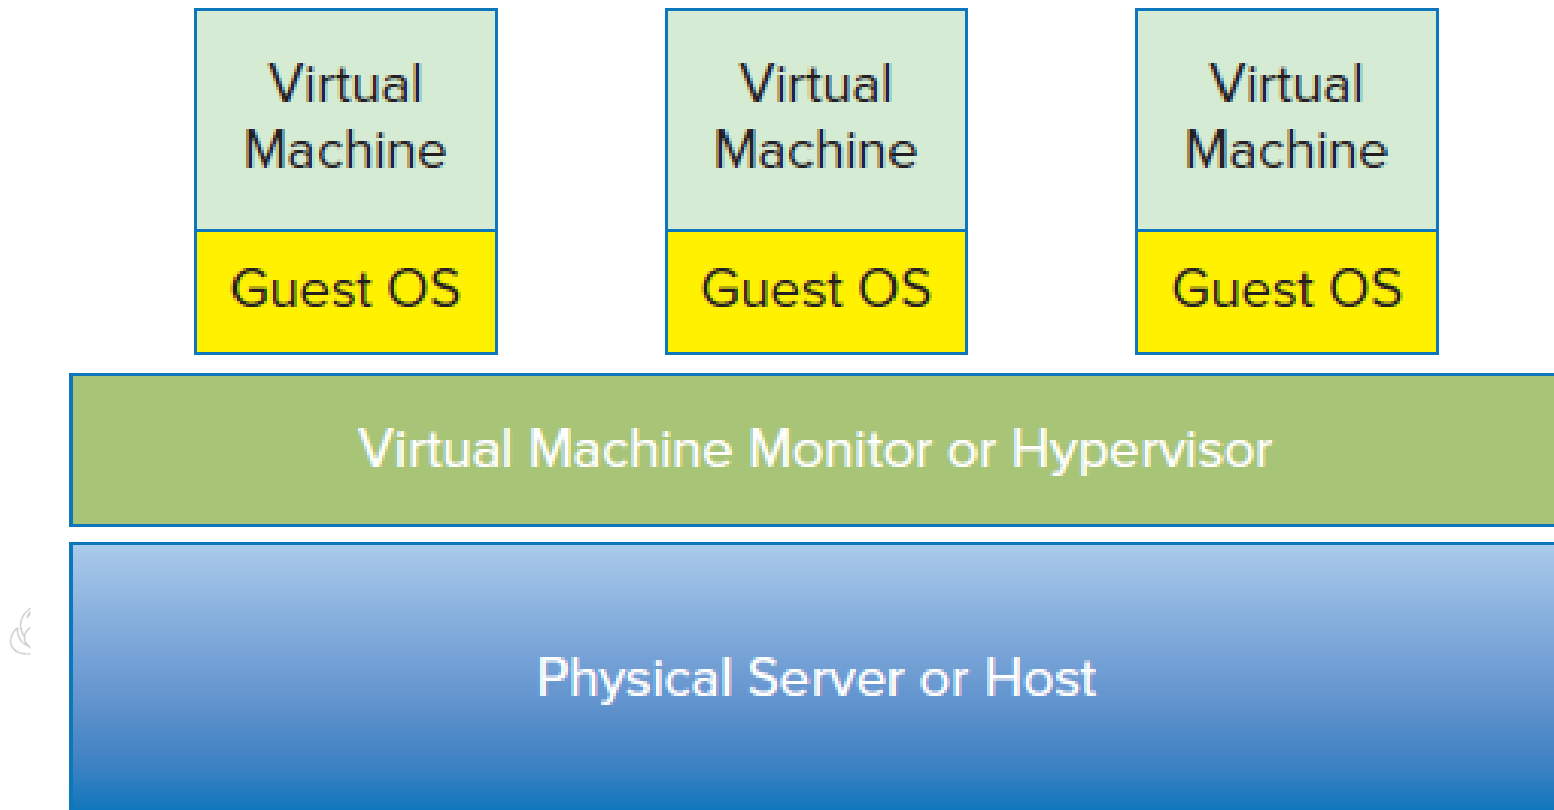 Virtual
Machine
Virtual
Machine
Virtual
Machine
Guest OS
Guest OS
Guest OS
Virtual Machine Monitor or Hypervisor
Physical Server or Host